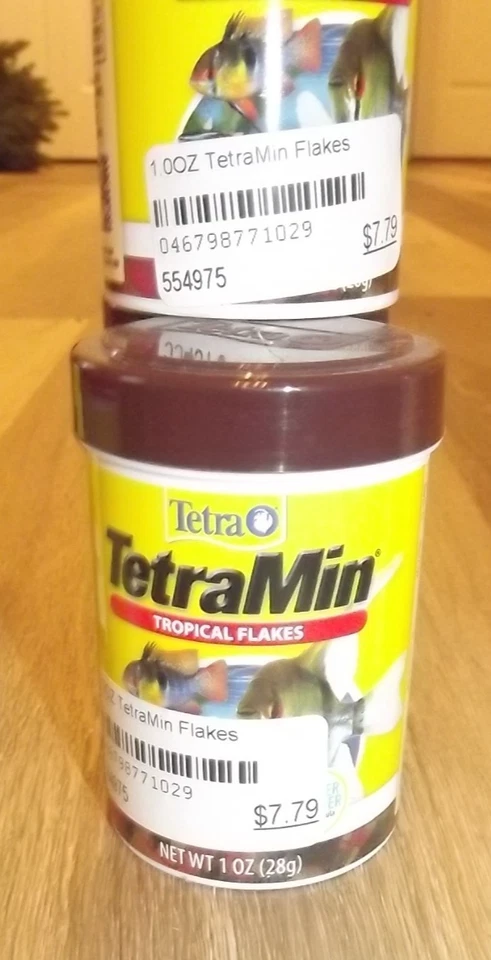 1.0OZ TetraMin Flakes
046798771029
$7.79
554975
(28g)
Tetra
TetraMin®
TROPICAL FLAKES
TetraMin Flakes
98771029
$7.79
NET WT 1 OZ (28g)